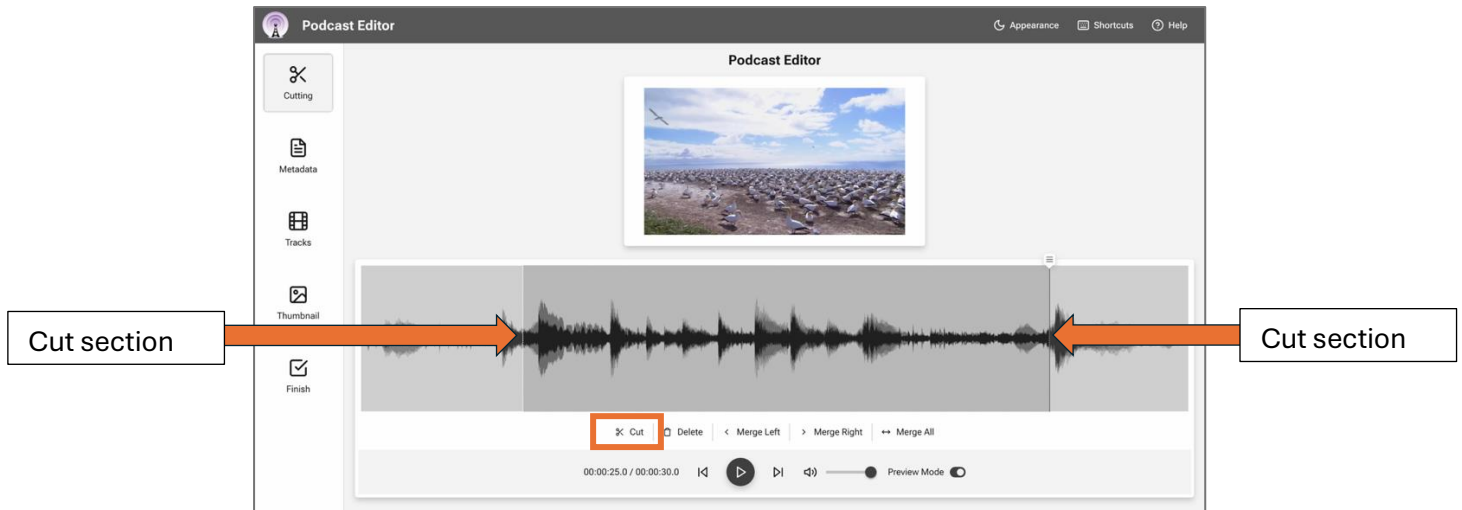 Podcast Editor
Appearance
Shortcuts
Help
Cutting
Podcast Editor
Metadata
Tracks
Thumbnail
Cut section
Cut section
Finish
Cut
Delete
Merge Left
Merge Right
Merge All
00:00:25.0 / 00:00:30.0
Preview Mode